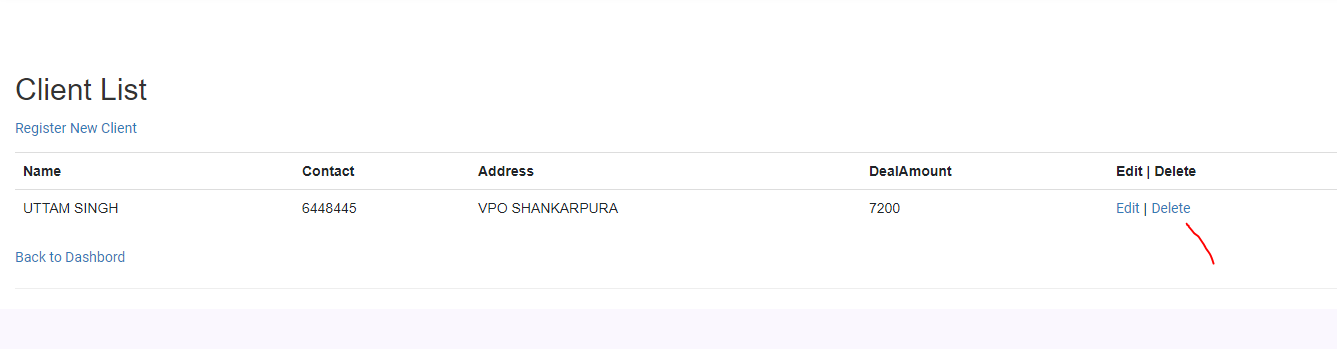 Client List
Register New Client
Name Contact Address DealAmount Edit | Delete
UTTAM SINGH 6448445 VPO SHANKARPURA 7200 Edit | Delete
Back to Dashbord